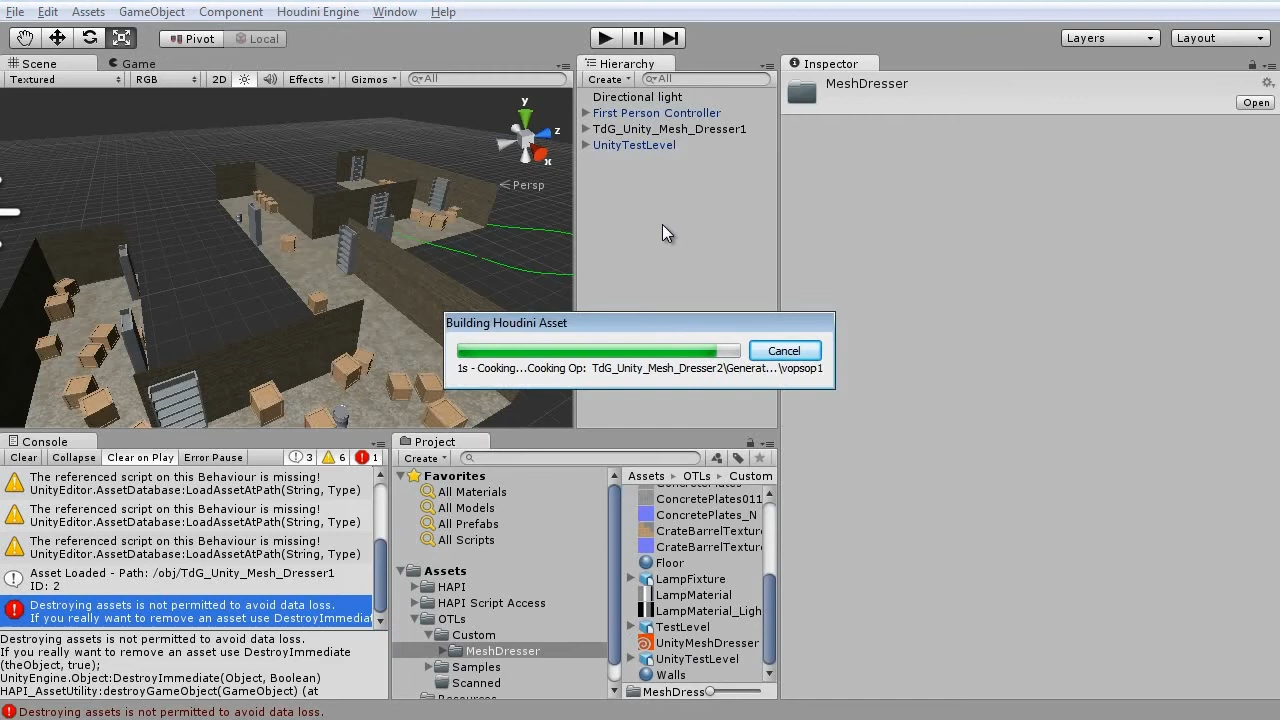 File Edit Assets GameObject Component Houdini Engine Window Help
Pivot Local Layers Layout
Scene Game Hierarchy Inspector
Textured RGB 2D Effects Gizmos All Create All
MeshDresser
Open
Directional light
First Person Controller
TdG_Unity_Mesh_Dresser1
UnityTestLevel
y
z
x
Persp
Building Houdini Asset
Cancel
1s - Cooking...Cooking Op: TdG_Unity_Mesh_Dresser2\Generat...\vopsop1
Console Project
Clear Collapse Clear on Play Error Pause 3 6 1
Create
The referenced script on this Behaviour is missing!
UnityEditor.AssetDatabase:LoadAssetAtPath(String, Type)
The referenced script on this Behaviour is missing!
UnityEditor.AssetDatabase:LoadAssetAtPath(String, Type)
The referenced script on this Behaviour is missing!
UnityEditor.AssetDatabase:LoadAssetAtPath(String, Type)
Asset Loaded - Path: /obj/TdG_Unity_Mesh_Dresser1
ID: 2
Destroying assets is not permitted to avoid data loss.
If you really want to remove an asset use DestroyImmediat
Destroying assets is not permitted to avoid data loss.
If you really want to remove an asset use DestroyImmediate
(theObject, true);
UnityEngine.Object:DestroyImmediate(Object, Boolean)
HAPI_AssetUtility:destroyGameObject(GameObject) (at
Favorites
All Materials
All Models
All Prefabs
All Scripts
Assets
HAPI
HAPI Script Access
OTLs
Custom
MeshDresser
Samples
Scanned
Resources
Assets OTLs Custom
ConcretePlates
ConcretePlates011
ConcretePlates_N
CrateBarrelTexture
CrateBarrelTexture
Floor
LampFixture
LampMaterial
LampMaterial_Ligh
TestLevel
UnityMeshDresser
UnityTestLevel
Walls
MeshDress
Destroying assets is not permitted to avoid data loss.